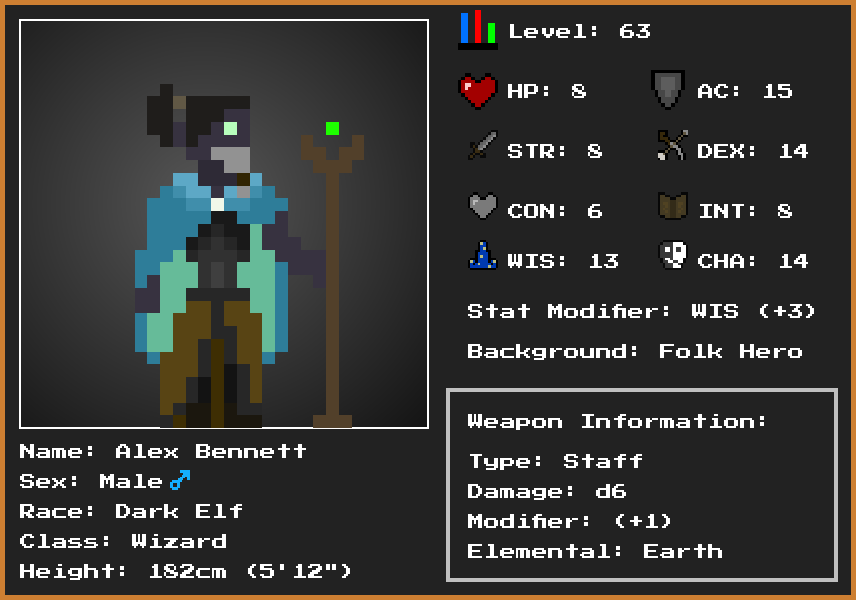 Level: 63
HP: 8
AC: 15
STR: 8
DEX: 14
CON: 6
INT: 8
WIS: 13
CHA: 14
Stat Modifier: WIS (+3)
Background: Folk Hero
Weapon Information:
Type: Staff
Damage: d6
Modifier: (+1)
Elemental: Earth
Name: Alex Bennett
Sex: Male ♂
Race: Dark Elf
Class: Wizard
Height: 182cm (5'12")